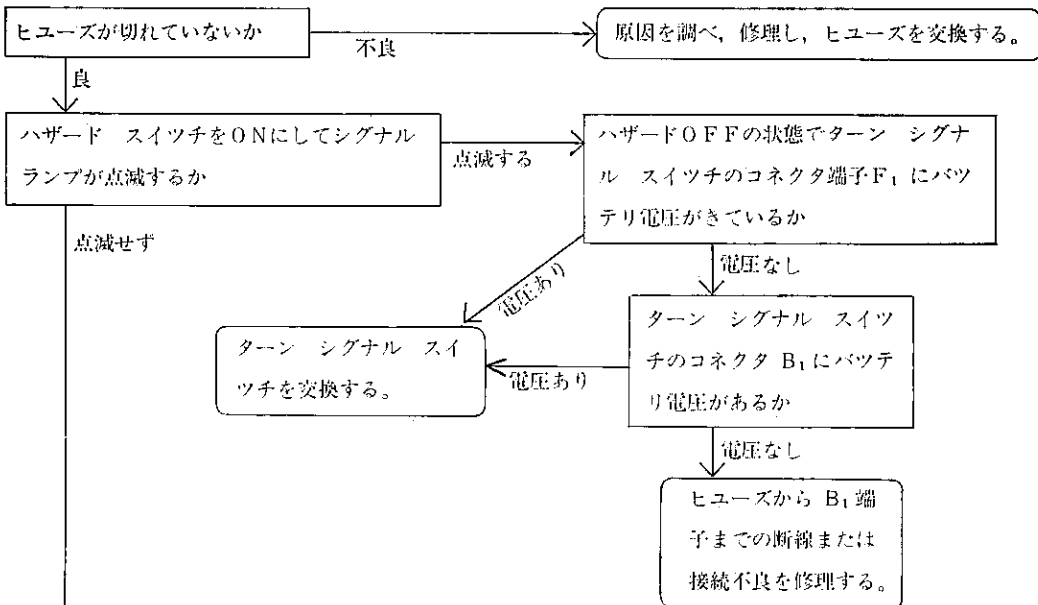 ヒユーズが切れていないか
不良
原因を調べ，修理し，ヒユーズを交換する。
良
ハザード　スイツチをＯＮにしてシグナル
ランプが点滅するか
点滅する
ハザードＯＦＦの状態でターン　シグナ
ル　スイツチのコネクタ端子F₁にバツ
テリ電圧がきているか
点滅せず
電圧あり
電圧なし
ターン　シグナル　スイ
ツチを交換する。
電圧あり
ターン　シグナル　スイツ
チのコネクタ B₁にバツテ
リ電圧があるか
電圧なし
ヒユーズから B₁端
子までの断線または
接続不良を修理する。